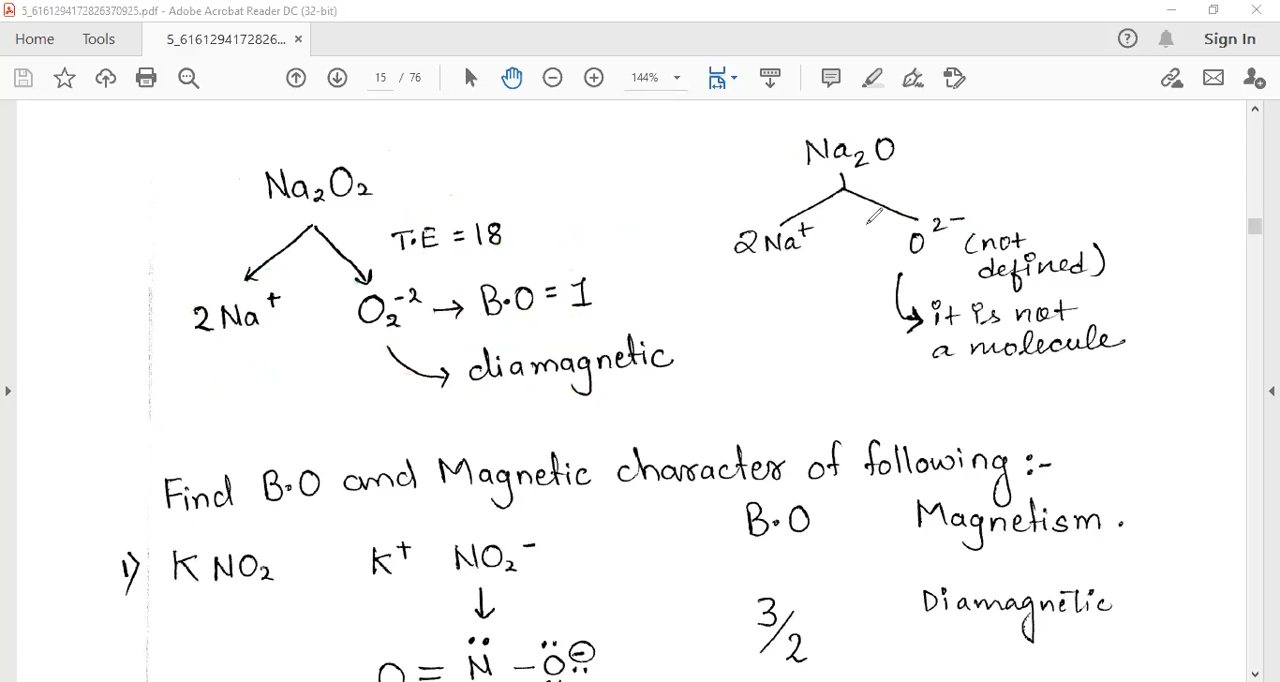 5_6161294172826370925.pdf - Adobe Acrobat Reader DC (32-bit)
Home Tools 5_6161294172826... × Sign In
15 / 76 144%
Na₂O₂
T.E = 18
2Na⁺ O₂⁻² → B.O = 1
diamagnetic
Na₂O
2Na⁺ O²⁻ (not
defined)
it is not
a molecule
Find B.O and Magnetic character of following :-
B.O Magnetism.
1) KNO₂ K⁺ NO₂⁻
3/2 Diamagnetic
O = N - O ⊖